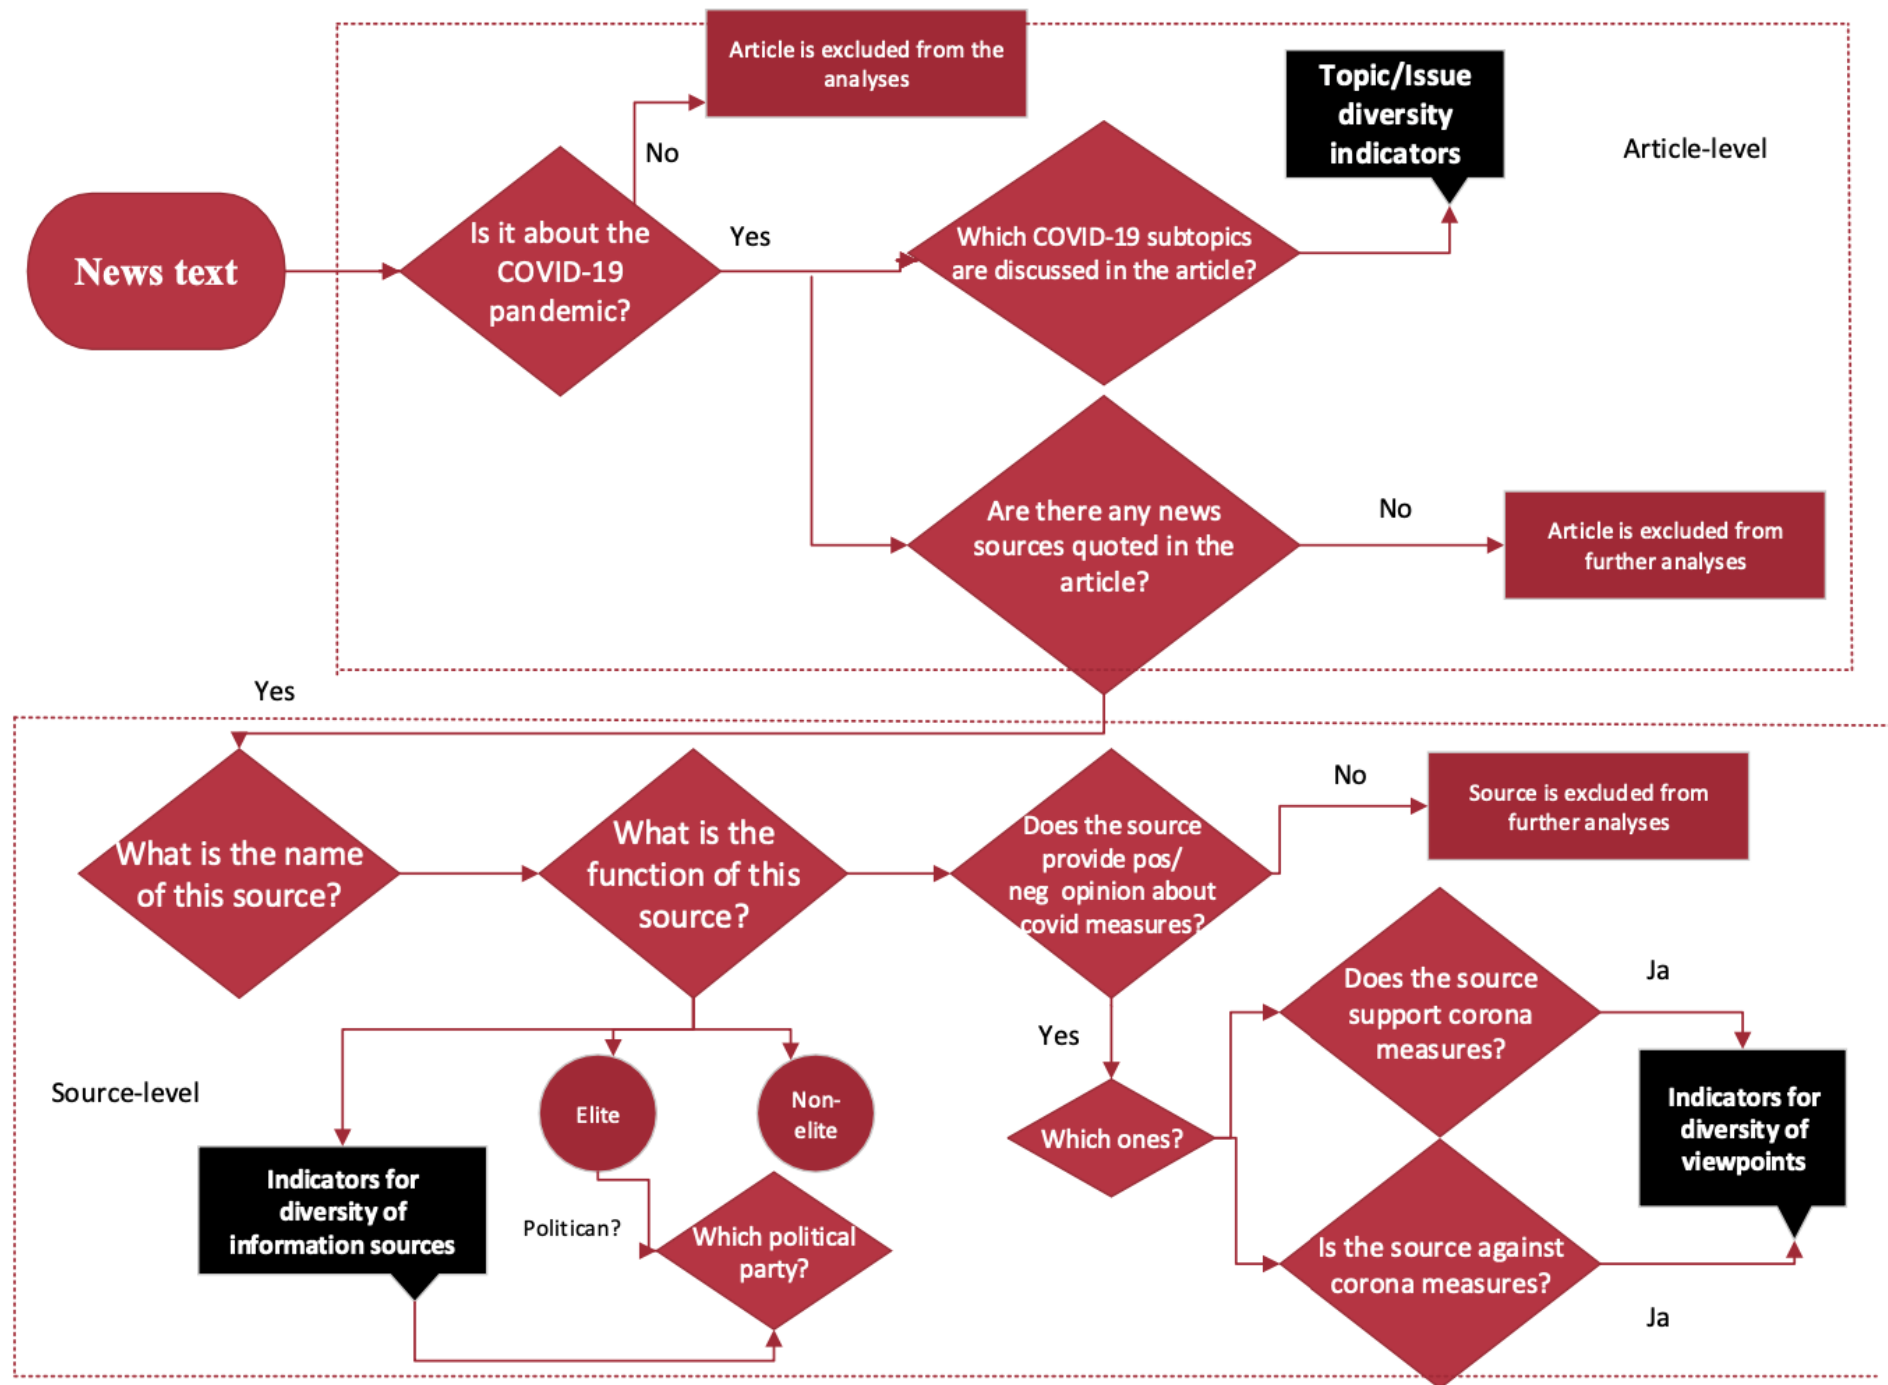 Article is excluded from the
analyses
Topic/Issue
diversity
indicators
Article-level
No
News text
Is it about the
COVID-19
pandemic?
Yes
Which COVID-19 subtopics
are discussed in the article?
Are there any news
sources quoted in the
article?
No
Article is excluded from
further analyses
Yes
What is the name
of this source?
What is the
function of this
source?
Does the source
provide pos/
neg opinion about
covid measures?
No
Source is excluded from
further analyses
Yes
Which ones?
Does the source
support corona
measures?
Ja
Source-level
Elite
Non-
elite
Indicators for
diversity of
information sources
Politican?
Which political
party?
Indicators for
diversity of
viewpoints
Is the source against
corona measures?
Ja